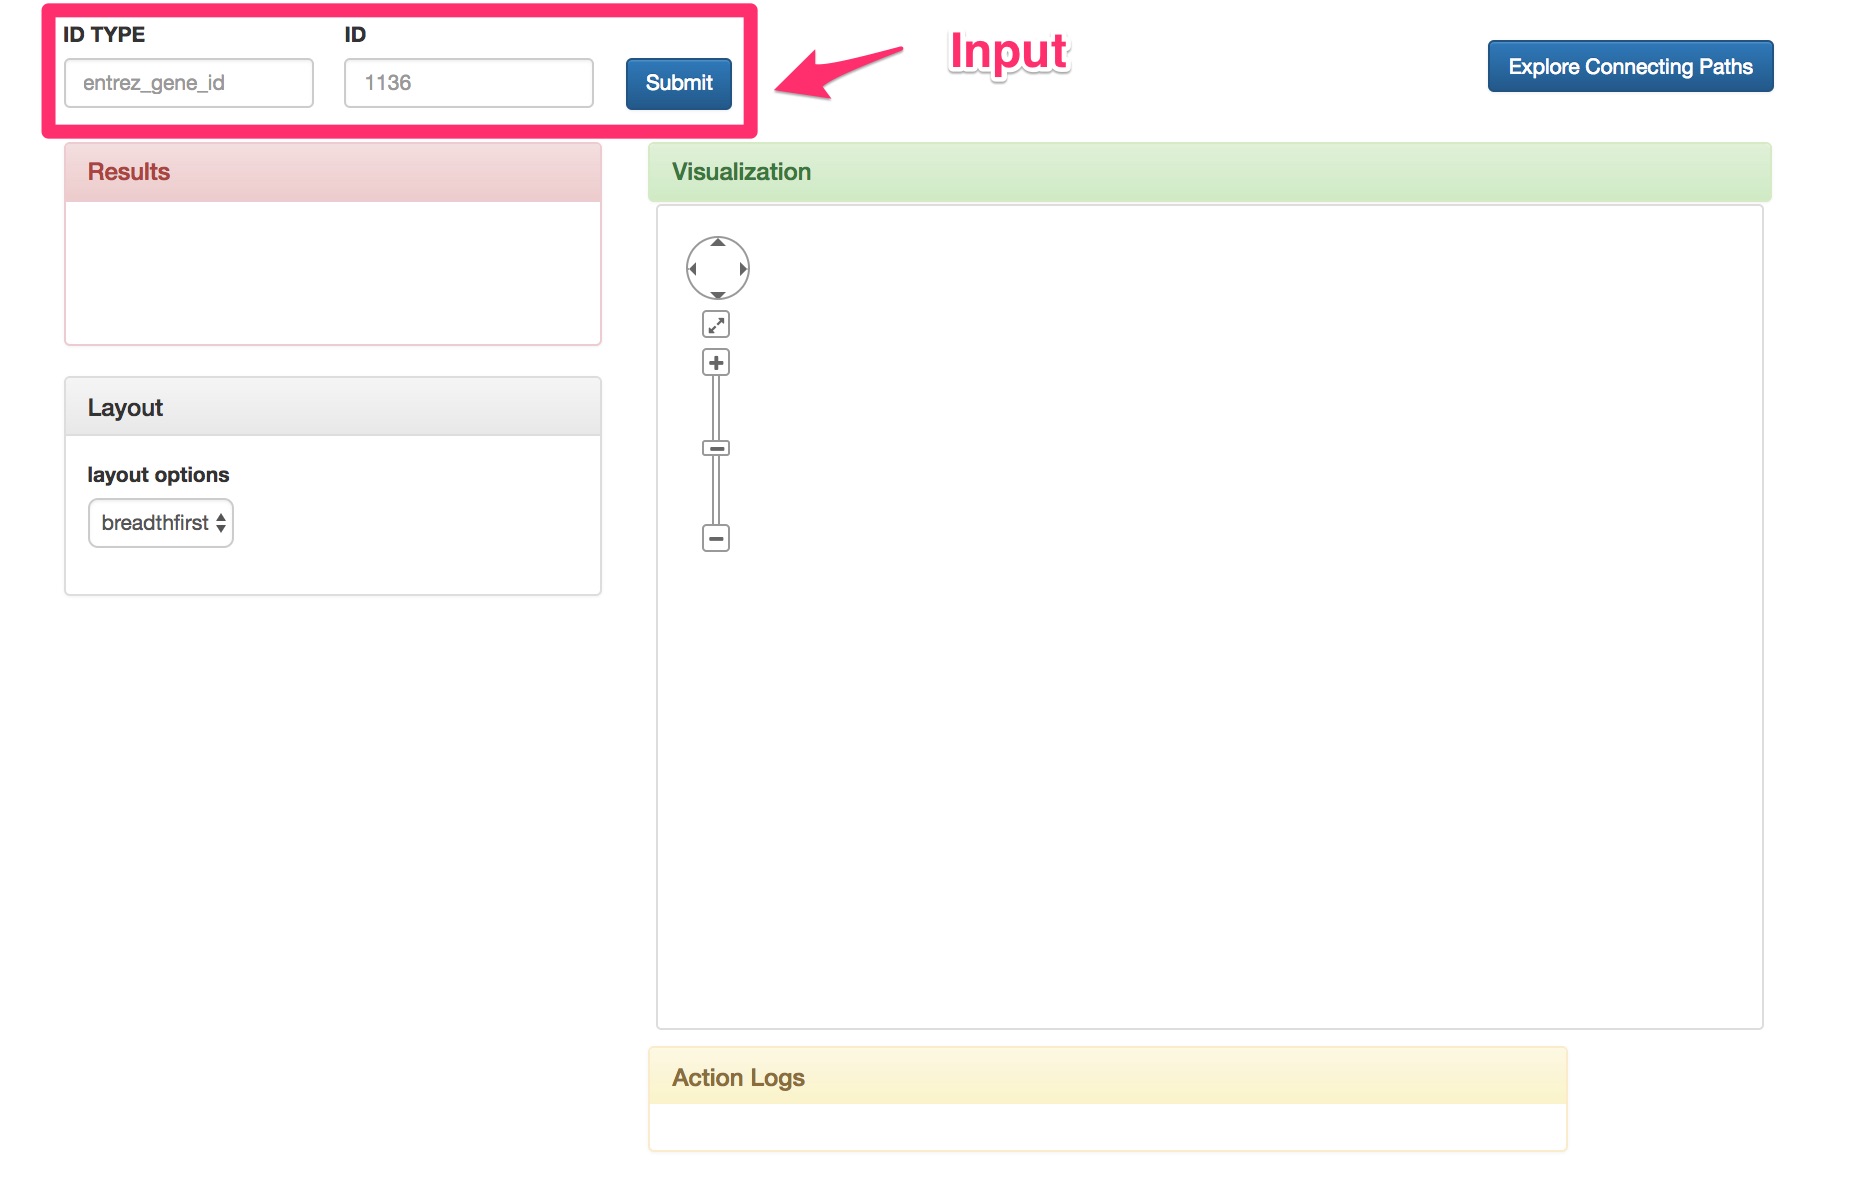 ID TYPE
ID
entrez_gene_id
1136
Submit
Input
Explore Connecting Paths
Results
Visualization
Layout
layout options
breadthfirst
Action Logs